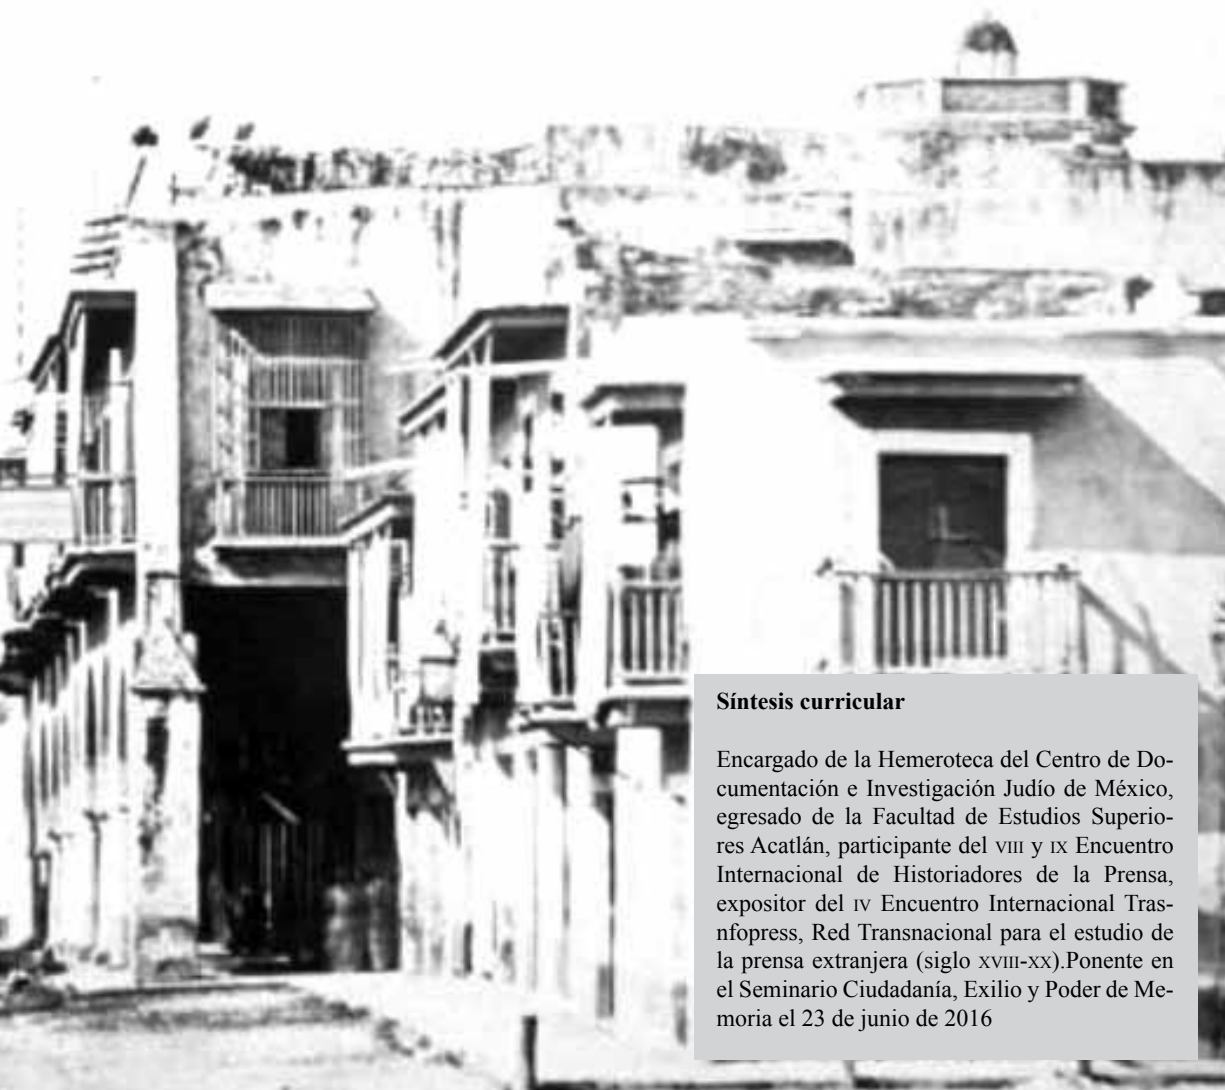 Síntesis curricular
Encargado de la Hemeroteca del Centro de Do-
cumentación e Investigación Judío de México,
egresado de la Facultad de Estudios Superio-
res Acatlán, participante del VIII y IX Encuentro
Internacional de Historiadores de la Prensa,
expositor del IV Encuentro Internacional Tras-
nfopress, Red Transnacional para el estudio de
la prensa extranjera (siglo XVIII-XX).Ponente en
el Seminario Ciudadanía, Exilio y Poder de Me-
moria el 23 de junio de 2016